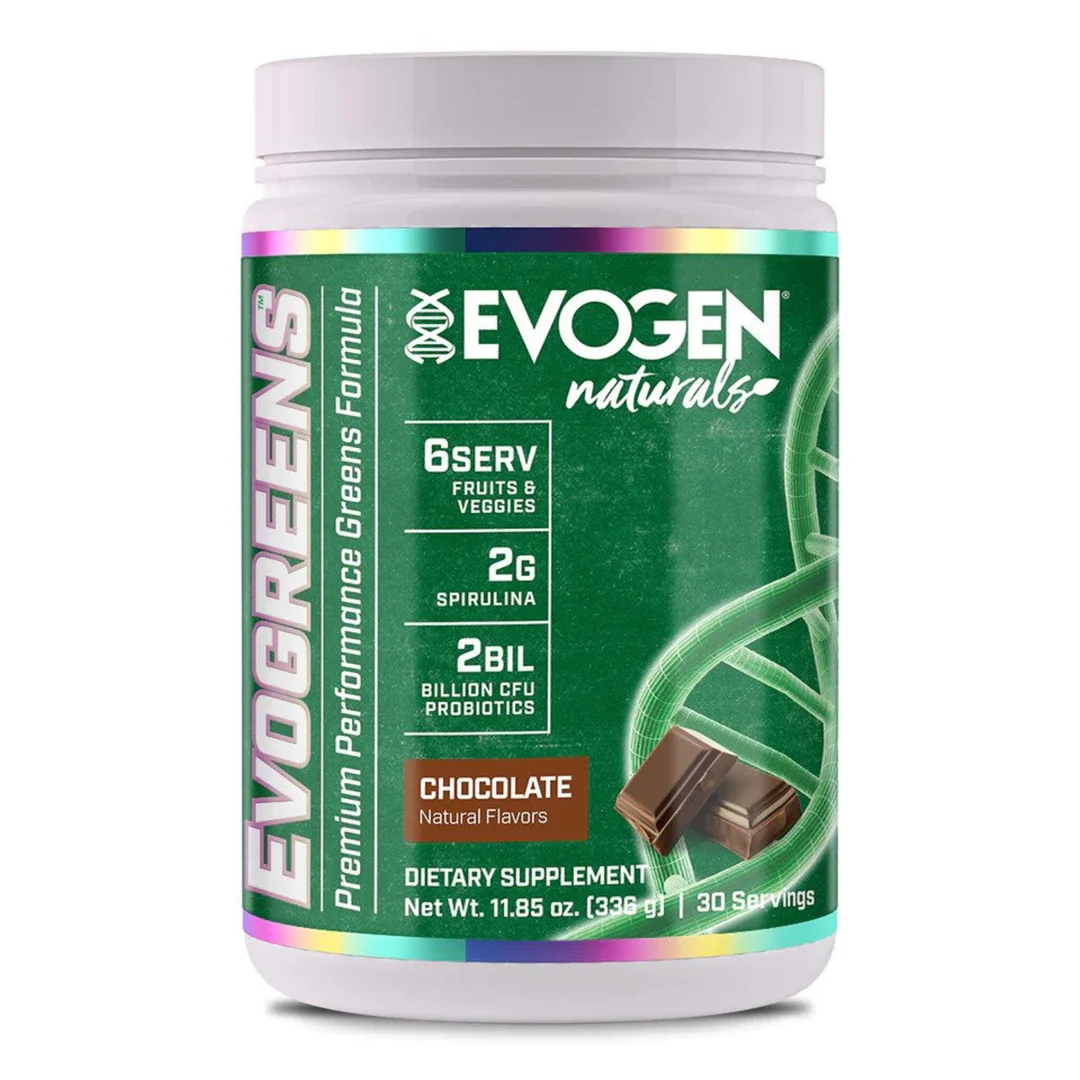 EVOGREENS™
Premium Performance Greens Formula
EVOGEN®
naturals
6SERV
FRUITS &
VEGGIES
2G
SPIRULINA
2BIL
BILLION CFU
PROBIOTICS
CHOCOLATE
Natural Flavors
DIETARY SUPPLEMENT
Net Wt. 11.85 oz. (336 g) | 30 Servings